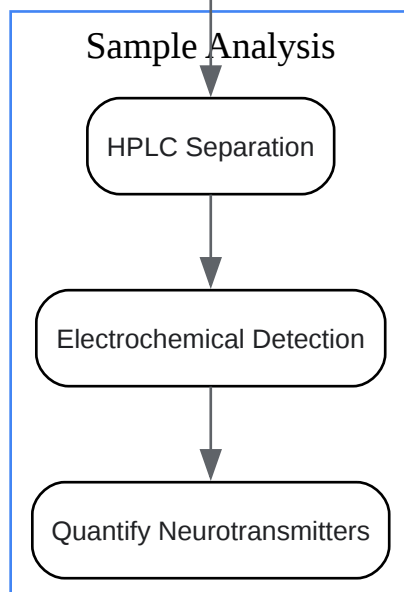 Sample Analysis
HPLC Separation
Electrochemical Detection
Quantify Neurotransmitters